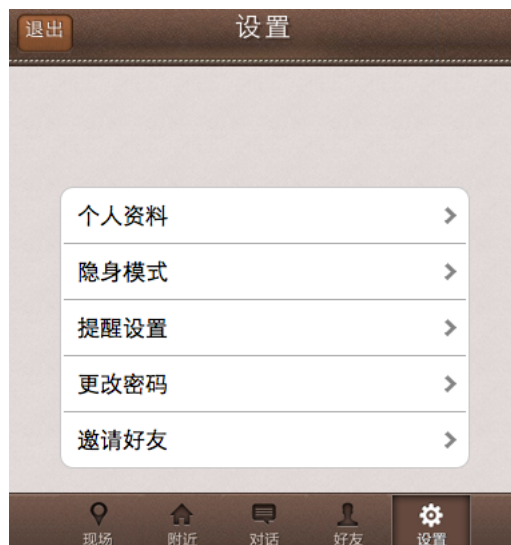 退出 设置
个人资料
隐身模式
提醒设置
更改密码
邀请好友
现场 附近 对话 好友 设置